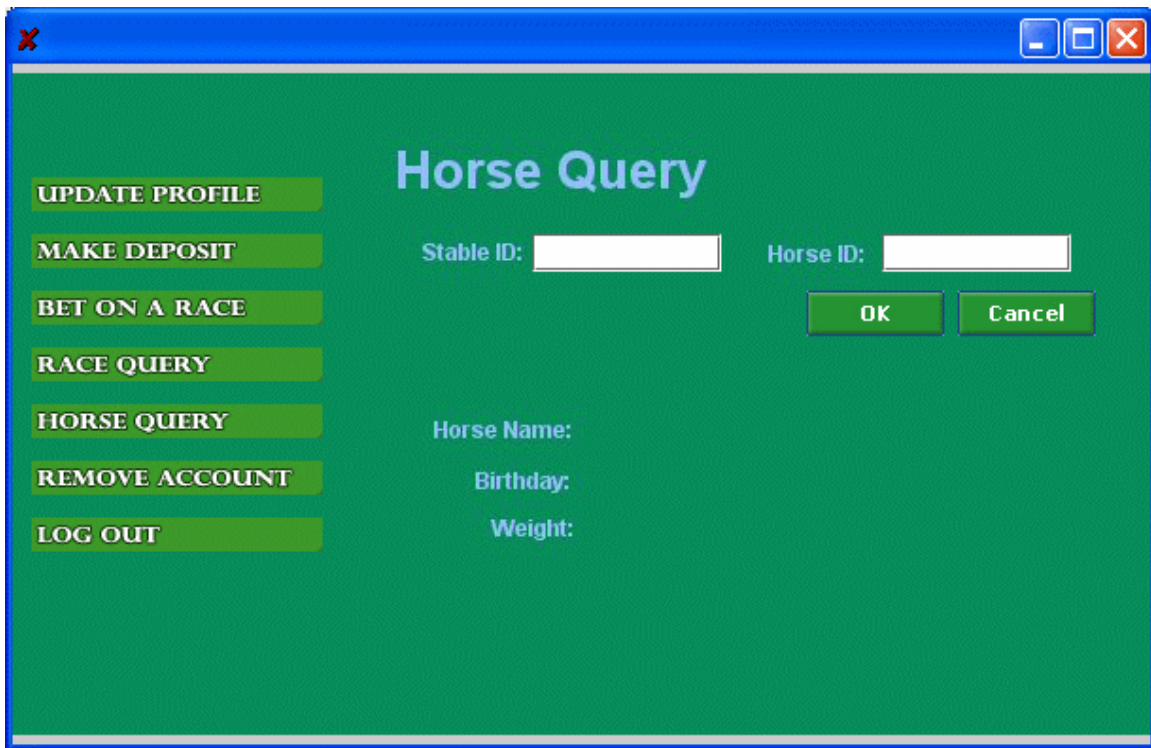 Horse Query
UPDATE PROFILE
MAKE DEPOSIT
BET ON A RACE
RACE QUERY
HORSE QUERY
REMOVE ACCOUNT
LOG OUT
Stable ID:
Horse ID:
OK
Cancel
Horse Name:
Birthday:
Weight: